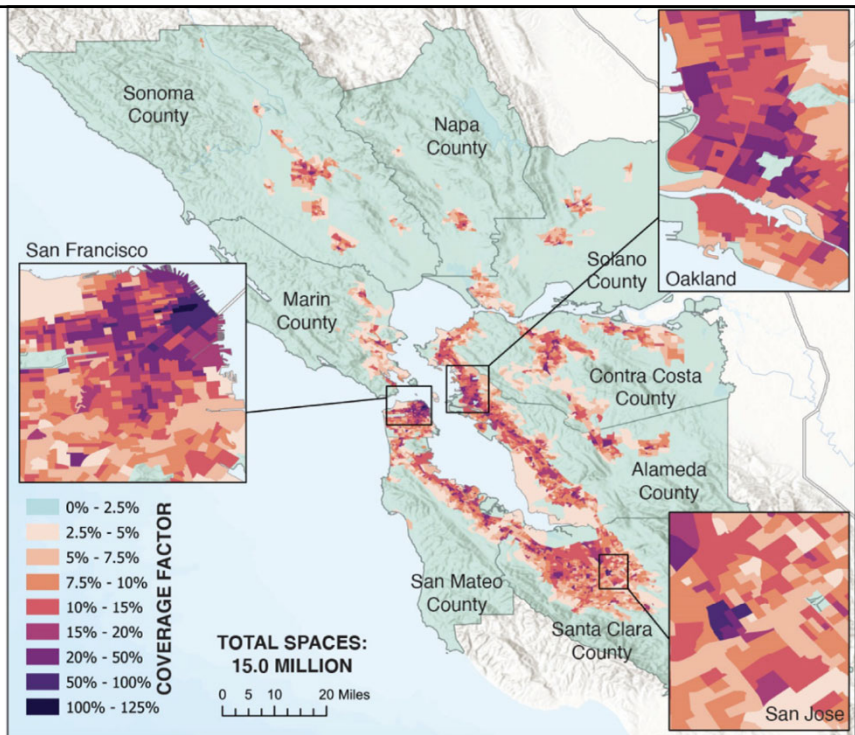 Sonoma
County
Napa
County
Solano
County
Oakland
San Francisco
Marin
County
Contra Costa
County
Alameda
County
San Mateo
County
Santa Clara
County
San Jose
COVERAGE FACTOR
0% - 2.5%
2.5% - 5%
5% - 7.5%
7.5% - 10%
10% - 15%
15% - 20%
20% - 50%
50% - 100%
100% - 125%
TOTAL SPACES:
15.0 MILLION
0 5 10 20 Miles